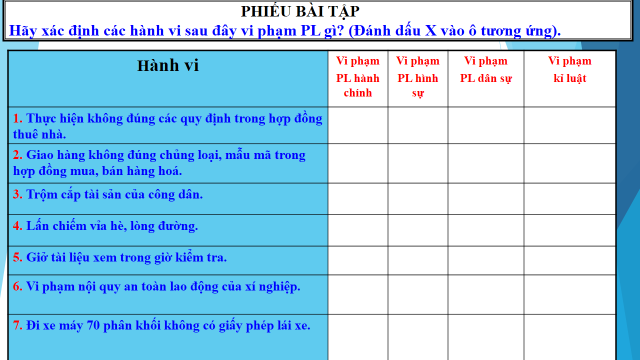 PHIẾU BÀI TẬP
Hãy xác định các hành vi sau đây vi phạm PL gì? (Đánh dấu X vào ô tương ứng).
Hành vi
Vi phạm
PL hành
chính
Vi phạm
PL hình
sự
Vi phạm
PL dân sự
Vi phạm
kỉ luật
1. Thực hiện không đúng các quy định trong hợp đồng
thuê nhà.
2. Giao hàng không đúng chủng loại, mẫu mã trong
hợp đồng mua, bán hàng hoá.
3. Trộm cắp tài sản của công dân.
4. Lấn chiếm vỉa hè, lòng đường.
5. Giở tài liệu xem trong giờ kiểm tra.
6. Vi phạm nội quy an toàn lao động của xí nghiệp.
7. Đi xe máy 70 phân khối không có giấy phép lái xe.